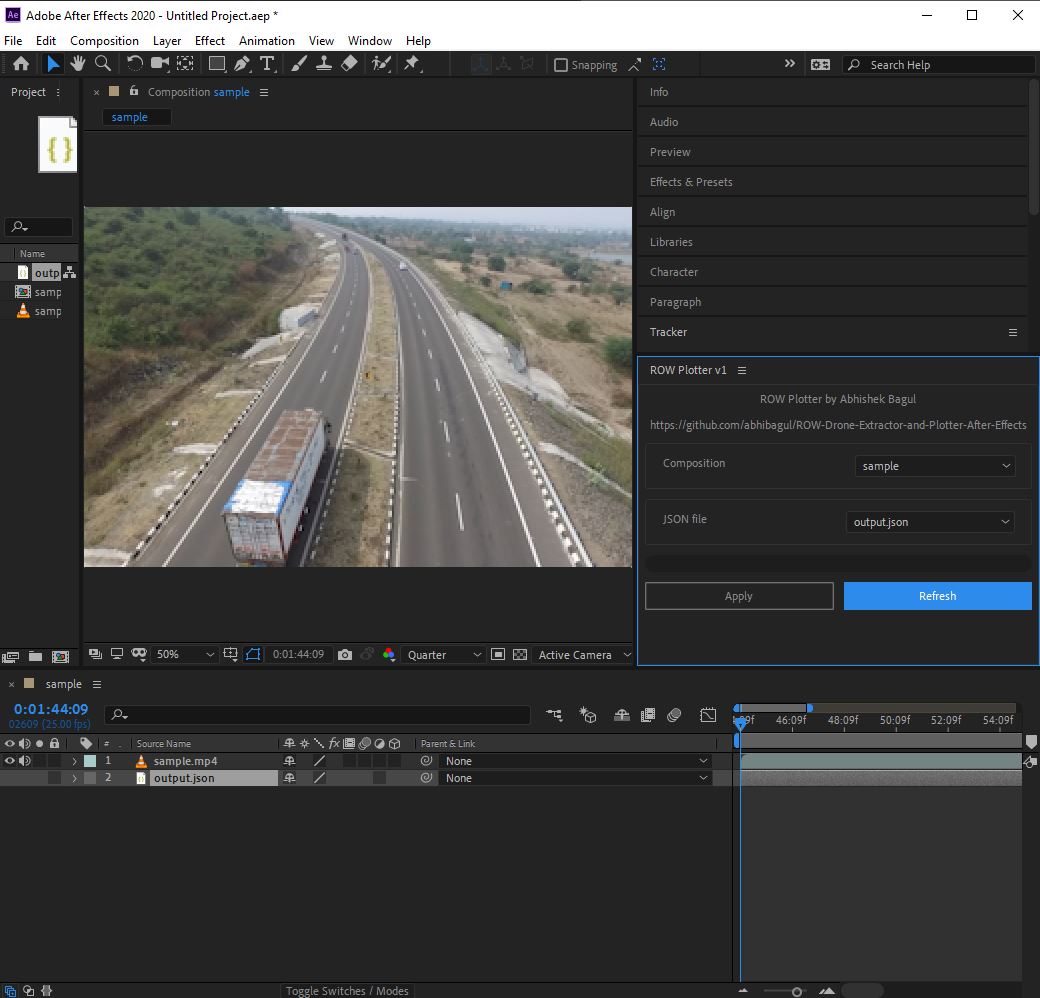 Ae Adobe After Effects 2020 - Untitled Project.aep *
File Edit Composition Layer Effect Animation View Window Help
Snapping
Search Help
Project
Composition sample
sample
Name
outp
samp
samp
50%
0:01:44:09
Quarter
Active Camera
Info
Audio
Preview
Effects & Presets
Align
Libraries
Character
Paragraph
Tracker
ROW Plotter v1
ROW Plotter by Abhishek Bagul
https://github.com/abhibagul/ROW-Drone-Extractor-and-Plotter-After-Effects
Composition sample
JSON file output.json
Apply Refresh
sample
0:01:44:09
02609 (25.00 fps)
46:09f 48:09f 50:09f 52:09f 54:09f
# Source Name fx Parent & Link
1 sample.mp4 None
2 output.json None
Toggle Switches / Modes